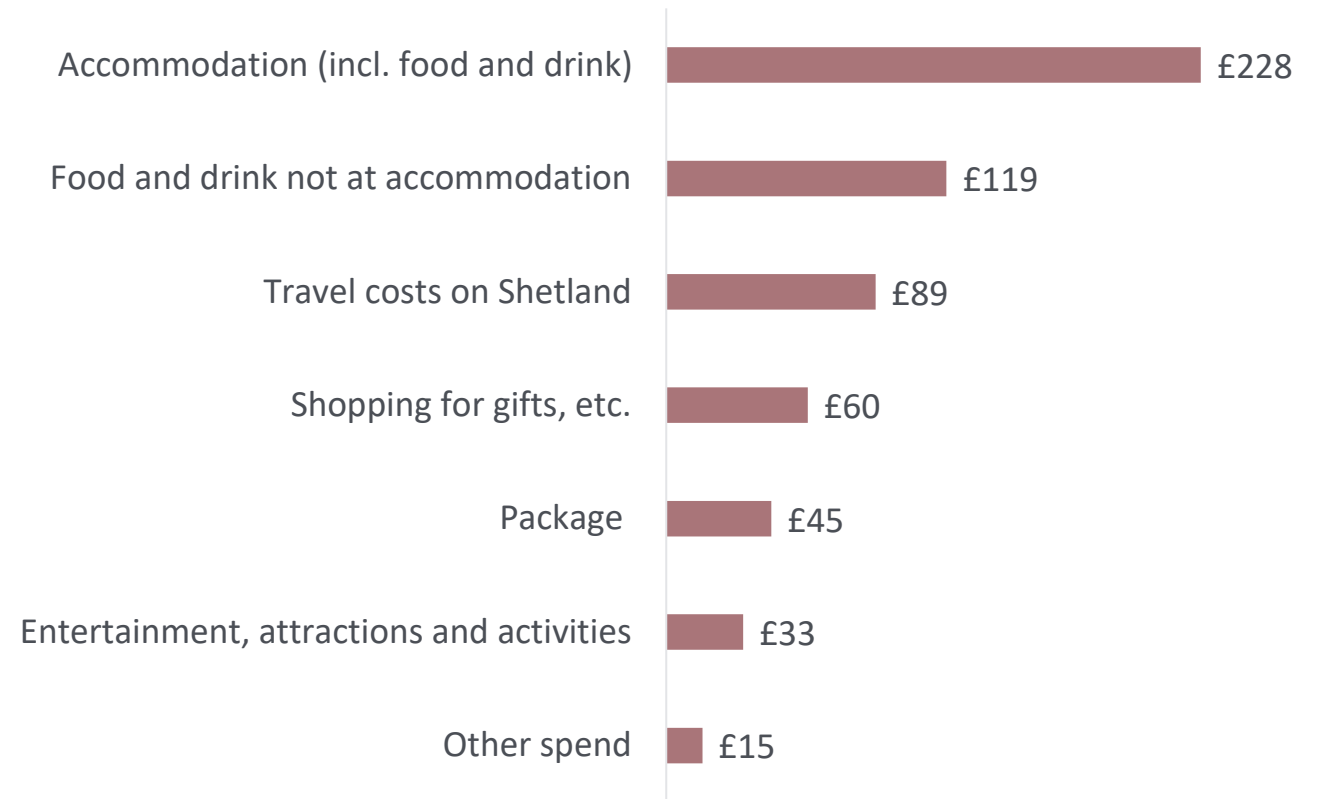 Accommodation (incl. food and drink) £228
Food and drink not at accommodation £119
Travel costs on Shetland £89
Shopping for gifts, etc. £60
Package £45
Entertainment, attractions and activities £33
Other spend £15